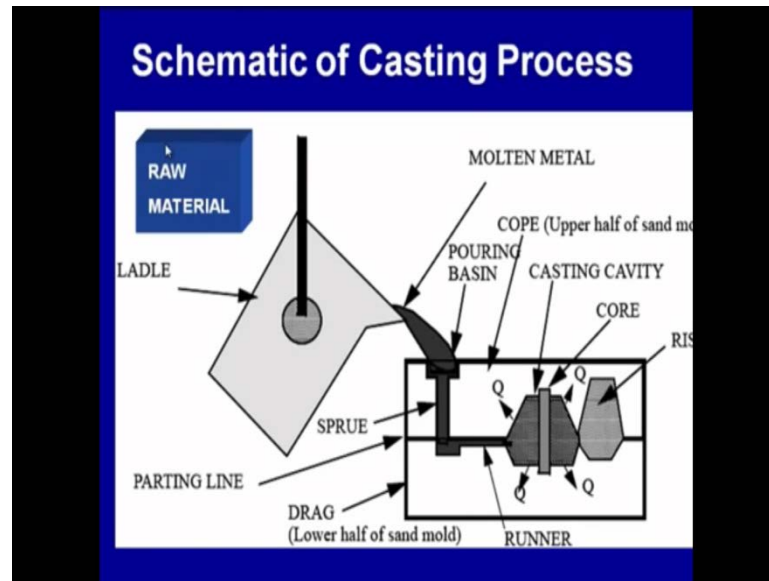 Schematic of Casting Process
RAW
MATERIAL
MOLTEN METAL
COPE (Upper half of sand mo
POURING
BASIN
CASTING CAVITY
LADLE
CORE
RIS
Q
Q
SPRUE
PARTING LINE
Q
Q
DRAG
(Lower half of sand mold)
RUNNER